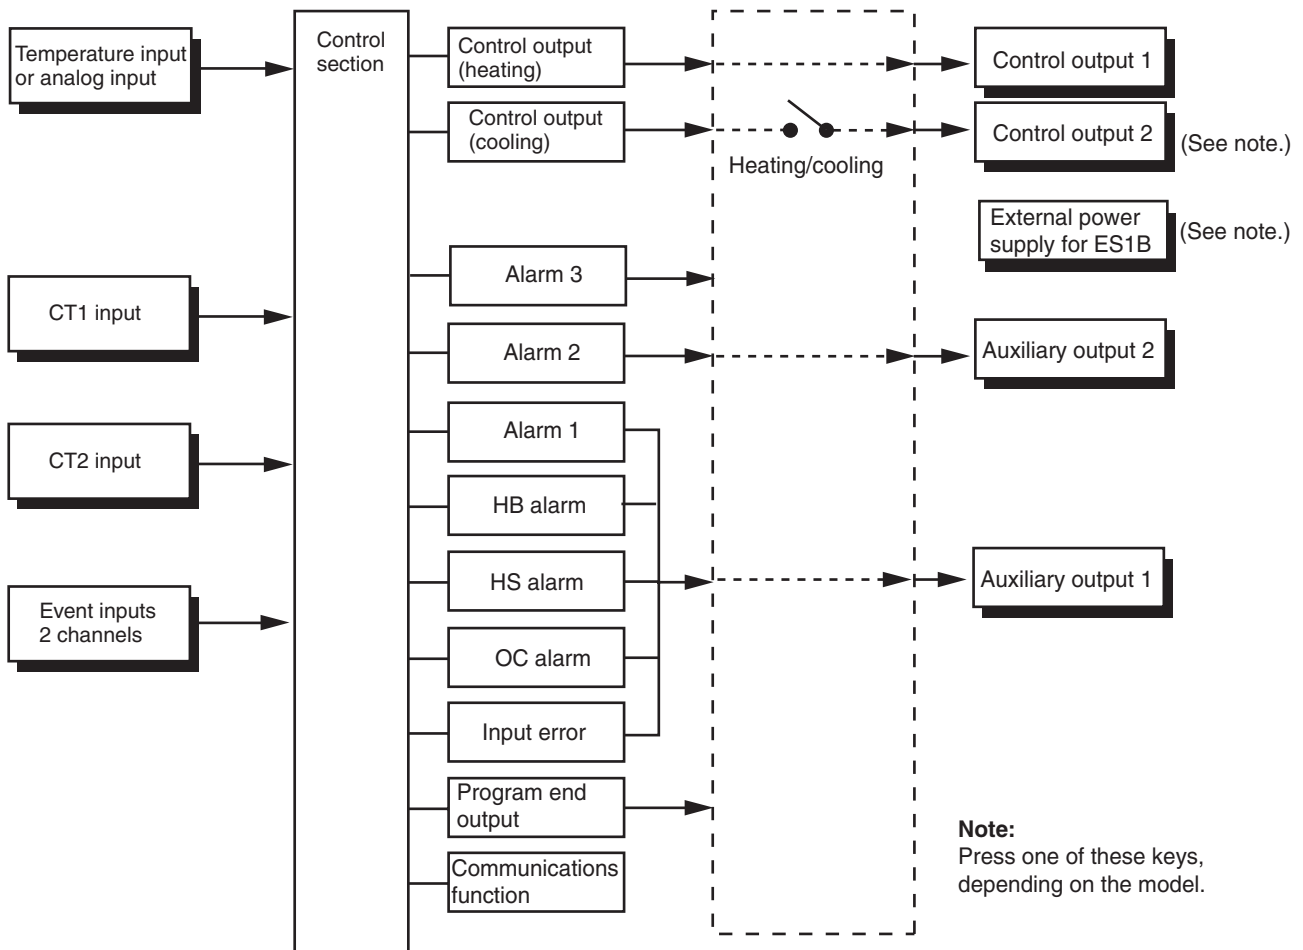 Temperature input
or analog input
Control
section
Control output
(heating)
Control output 1
Control output
(cooling)
Heating/cooling
Control output 2
(See note.)
External power
supply for ES1B
(See note.)
CT1 input
Alarm 3
Alarm 2
Auxiliary output 2
Alarm 1
CT2 input
HB alarm
HS alarm
Auxiliary output 1
Event inputs
2 channels
OC alarm
Input error
Program end
output
Communications
function
Note:
Press one of these keys,
depending on the model.